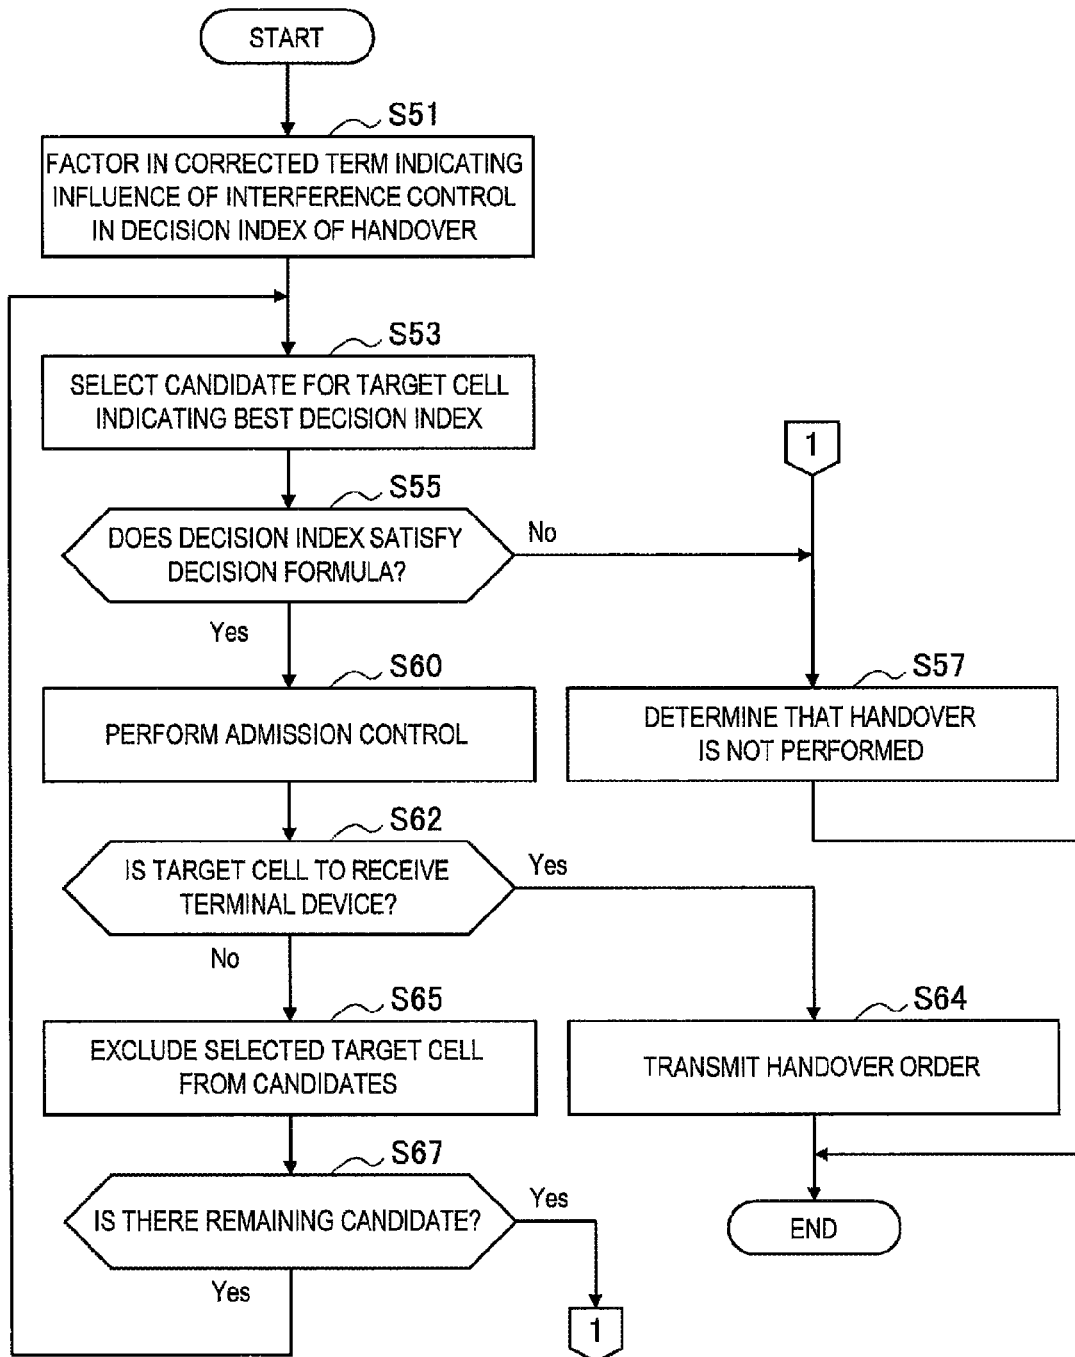 START
S51
FACTOR IN CORRECTED TERM INDICATING
INFLUENCE OF INTERFERENCE CONTROL
IN DECISION INDEX OF HANDOVER
S53
SELECT CANDIDATE FOR TARGET CELL
INDICATING BEST DECISION INDEX
1
S55
DOES DECISION INDEX SATISFY
DECISION FORMULA?
No
Yes
S60
PERFORM ADMISSION CONTROL
S57
DETERMINE THAT HANDOVER
IS NOT PERFORMED
S62
IS TARGET CELL TO RECEIVE
TERMINAL DEVICE?
Yes
No
S65
EXCLUDE SELECTED TARGET CELL
FROM CANDIDATES
S64
TRANSMIT HANDOVER ORDER
S67
IS THERE REMAINING CANDIDATE?
Yes
Yes
END
1